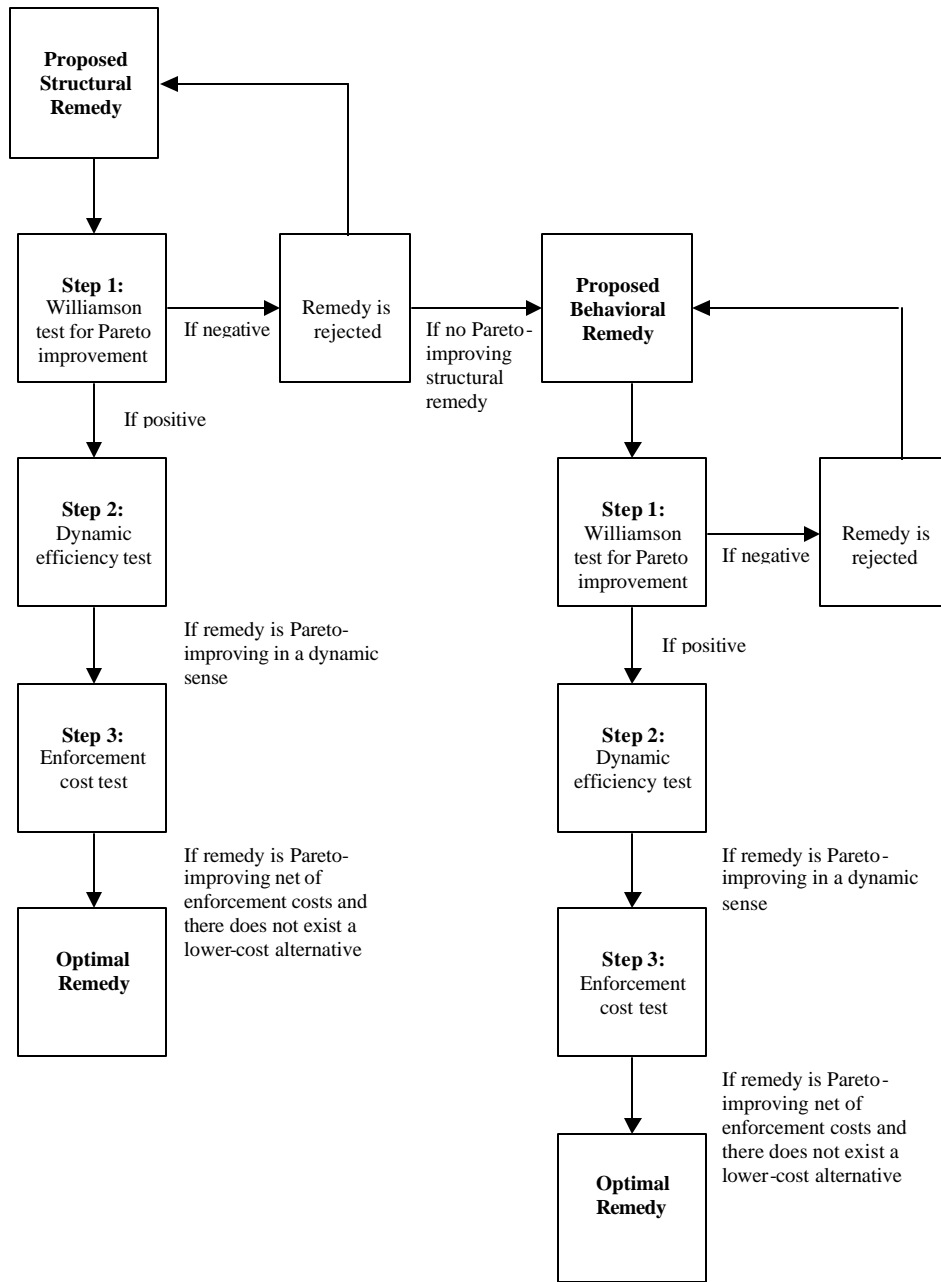 Proposed
Structural
Remedy
Step 1:
Williamson
test for Pareto
improvement
If negative
Remedy is
rejected
If no Pareto-
improving
structural
remedy
Proposed
Behavioral
Remedy
If positive
Step 2:
Dynamic
efficiency test
If remedy is Pareto-
improving in a dynamic
sense
Step 3:
Enforcement
cost test
If remedy is Pareto-
improving net of
enforcement costs and
there does not exist a
lower-cost alternative
Optimal
Remedy
Step 1:
Williamson
test for Pareto
improvement
If negative
Remedy is
rejected
If positive
Step 2:
Dynamic
efficiency test
If remedy is Pareto-
improving in a dynamic
sense
Step 3:
Enforcement
cost test
If remedy is Pareto-
improving net of
enforcement costs and
there does not exist a
lower-cost alternative
Optimal
Remedy